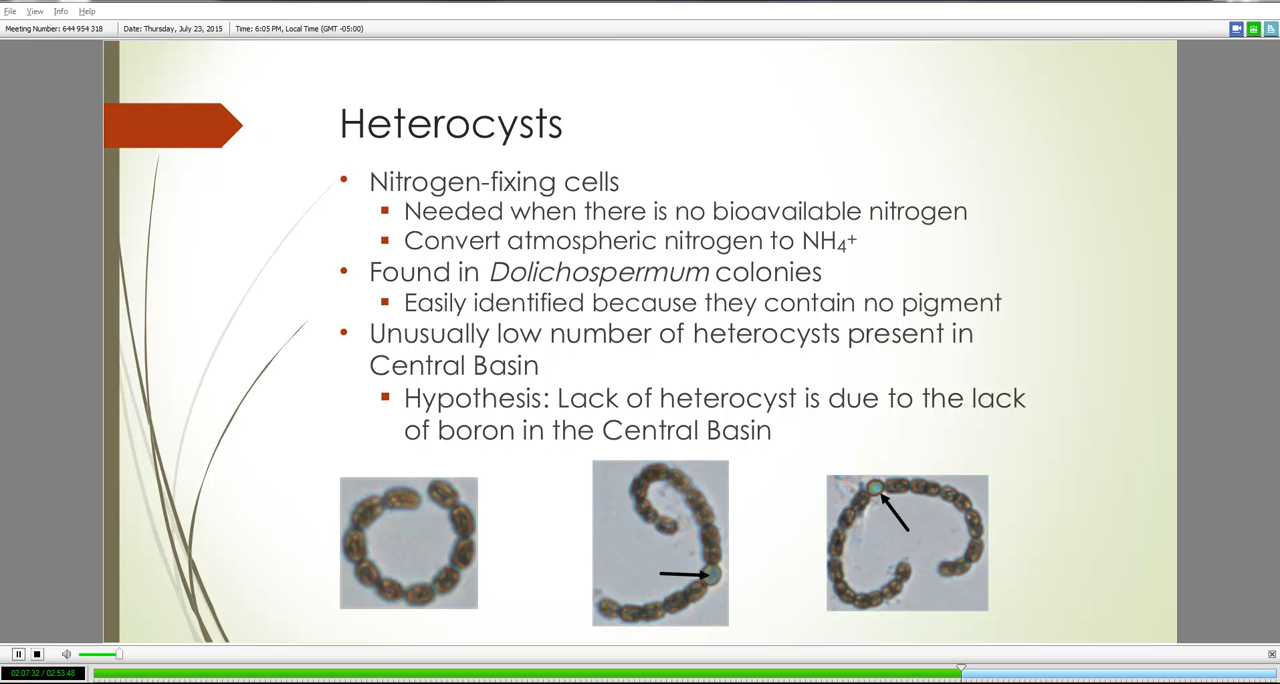 File View Info Help
Meeting Number: 644 954 318 Date: Thursday, July 23, 2015 Time: 6:05 PM, Local Time (GMT -05:00)
Heterocysts
• Nitrogen-fixing cells
▪ Needed when there is no bioavailable nitrogen
▪ Convert atmospheric nitrogen to NH₄⁺
• Found in Dolichospermum colonies
▪ Easily identified because they contain no pigment
• Unusually low number of heterocysts present in
Central Basin
▪ Hypothesis: Lack of heterocyst is due to the lack
of boron in the Central Basin
02:07:32 / 02:53:48